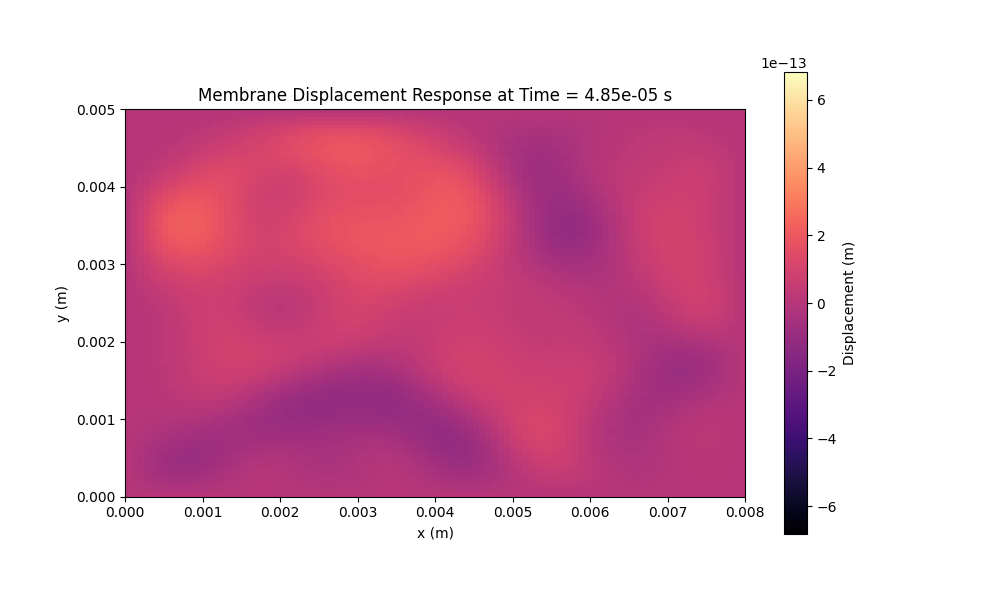 1e−13
Membrane Displacement Response at Time = 4.85e-05 s
0.005
0.004
0.003
0.002
0.001
0.000
y (m)
0.000 0.001 0.002 0.003 0.004 0.005 0.006 0.007 0.008
x (m)
6
4
2
0
−2
−4
−6
Displacement (m)